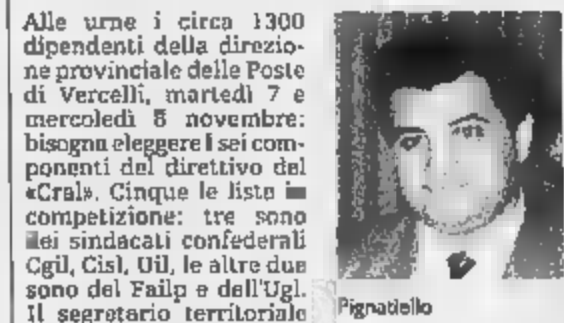 Alle urne i circa 1300
dipendenti della direzio-
ne provinciale delle Poste
di Vercelli, martedì 7 e
mercoledì 8 novembre:
bisogna eleggere i sei com-
ponenti del direttivo del
«Cral». Cinque le liste in
competizione: tre sono
dei sindacati confederali
Cgil, Cisl, Uil, le altre due
sono del Failp e dell'Ugl.
Il segretario territoriale
Pignatiello